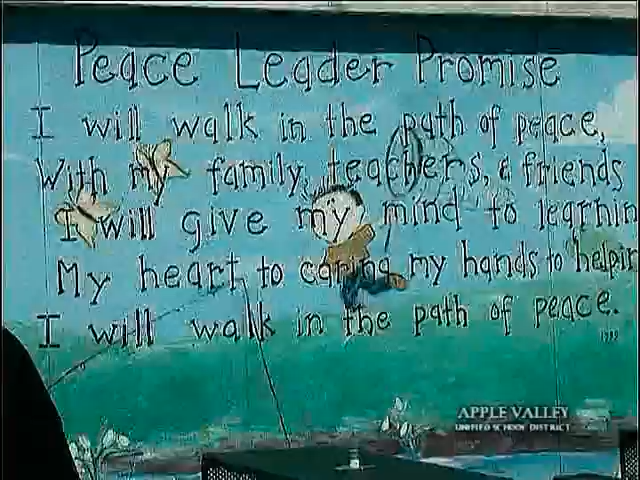 Peace Leader Promise
I will walk in the path of peace,
With my family, teachers, & friends
I will give my mind to learnin
My heart to caring my hands to helpin
I will walk in the path of peace.
APPLE VALLEY
UNIFIED SCHOOL DISTRICT